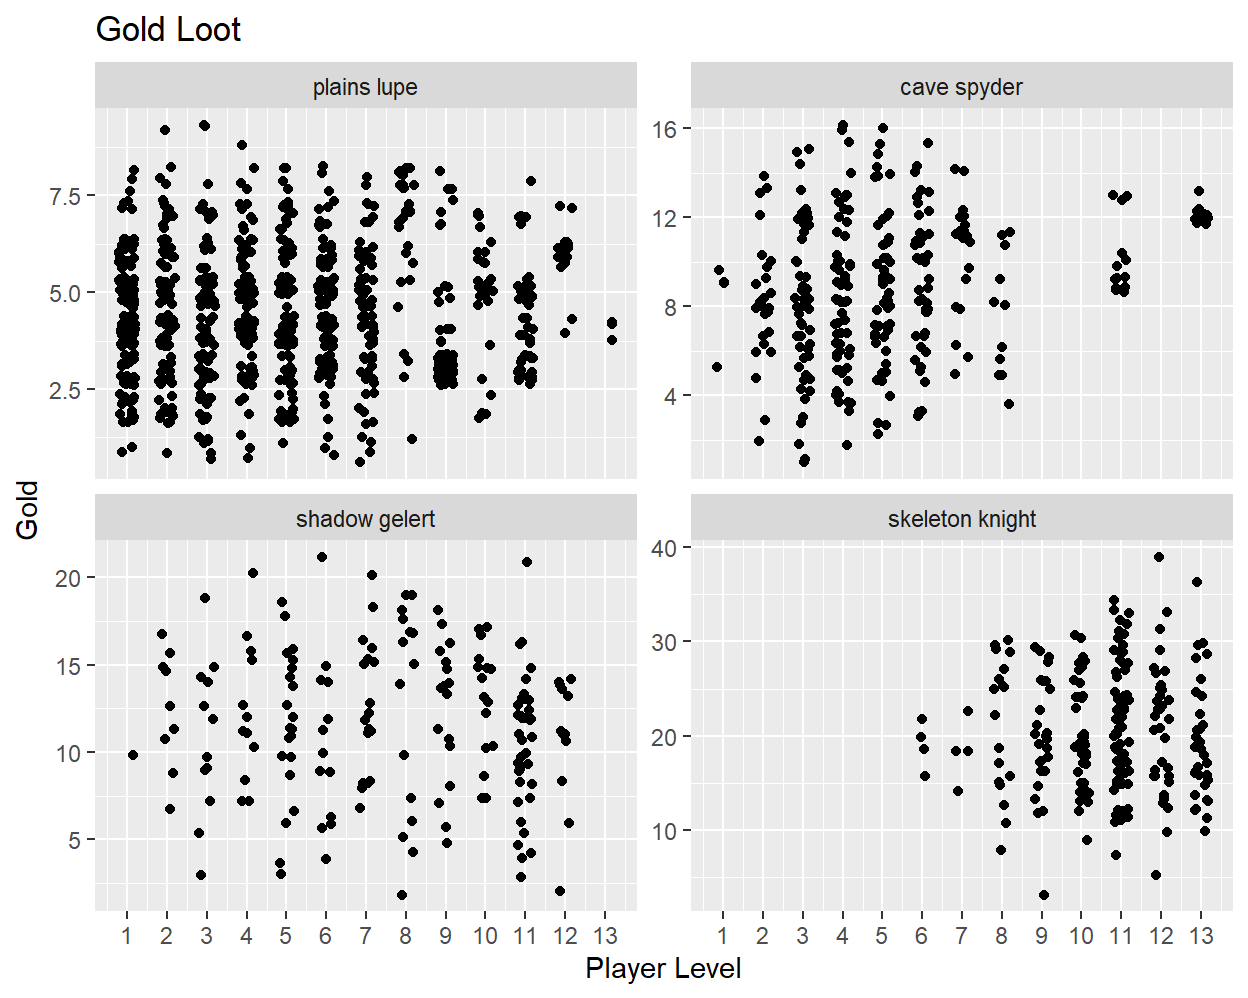 Gold Loot
plains lupe
cave spyder
7.5
5.0
2.5
16
12
8
4
Gold
shadow gelert
skeleton knight
20
15
10
5
40
30
20
10
1 2 3 4 5 6 7 8 9 10 11 12 13
1 2 3 4 5 6 7 8 9 10 11 12 13
Player Level